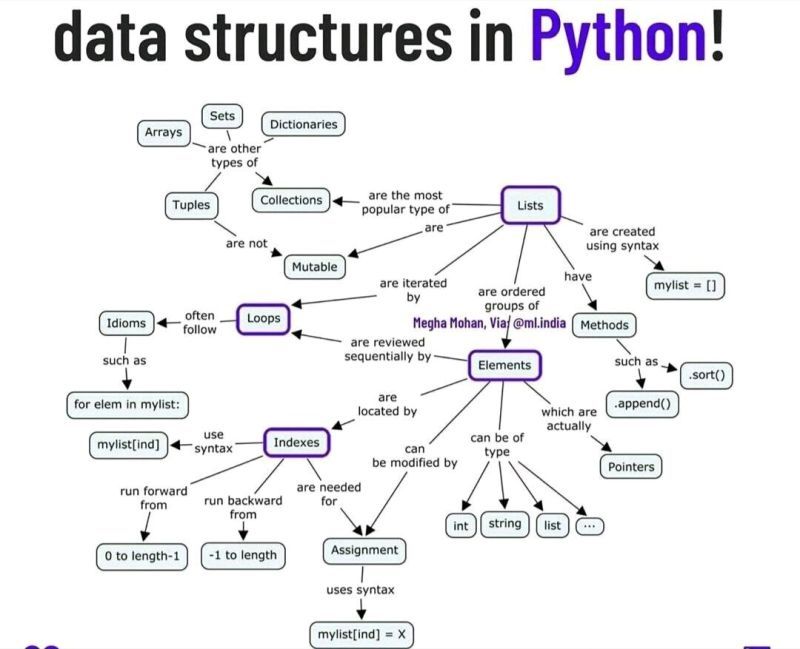 data structures in Python!
Sets
Arrays
Dictionaries
are other
types of
Tuples
Collections
are the most
popular type of
Lists
are
are not
Mutable
are created
using syntax
mylist = []
are iterated
by
are ordered
groups of
have
Idioms
often
follow
Loops
Megha Mohan, Via: @ml.india
Methods
are reviewed
sequentially by
Elements
such as
such as
.sort()
for elem in mylist:
are
located by
.append()
which are
actually
mylist[ind]
use
syntax
Indexes
can
be modified by
can be of
type
Pointers
run forward
from
run backward
from
are needed
for
int
string
list
...
0 to length-1
-1 to length
Assignment
uses syntax
mylist[ind] = X